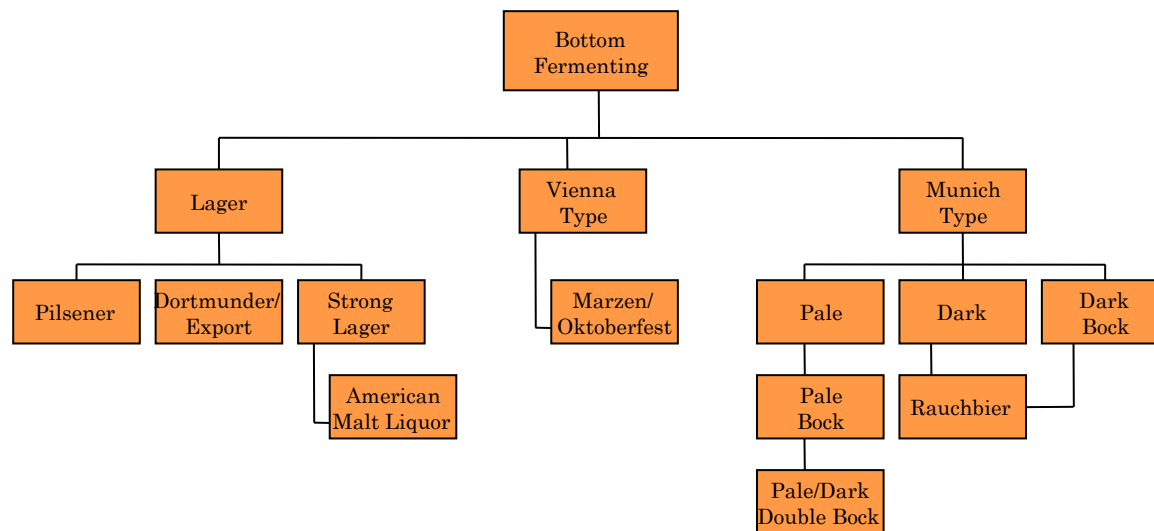 Bottom
Fermenting
Lager
Vienna
Type
Munich
Type
Pilsener
Dortmunder/
Export
Strong
Lager
Marzen/
Oktoberfest
Pale
Dark
Dark
Bock
American
Malt Liquor
Pale
Bock
Rauchbier
Pale/Dark
Double Bock